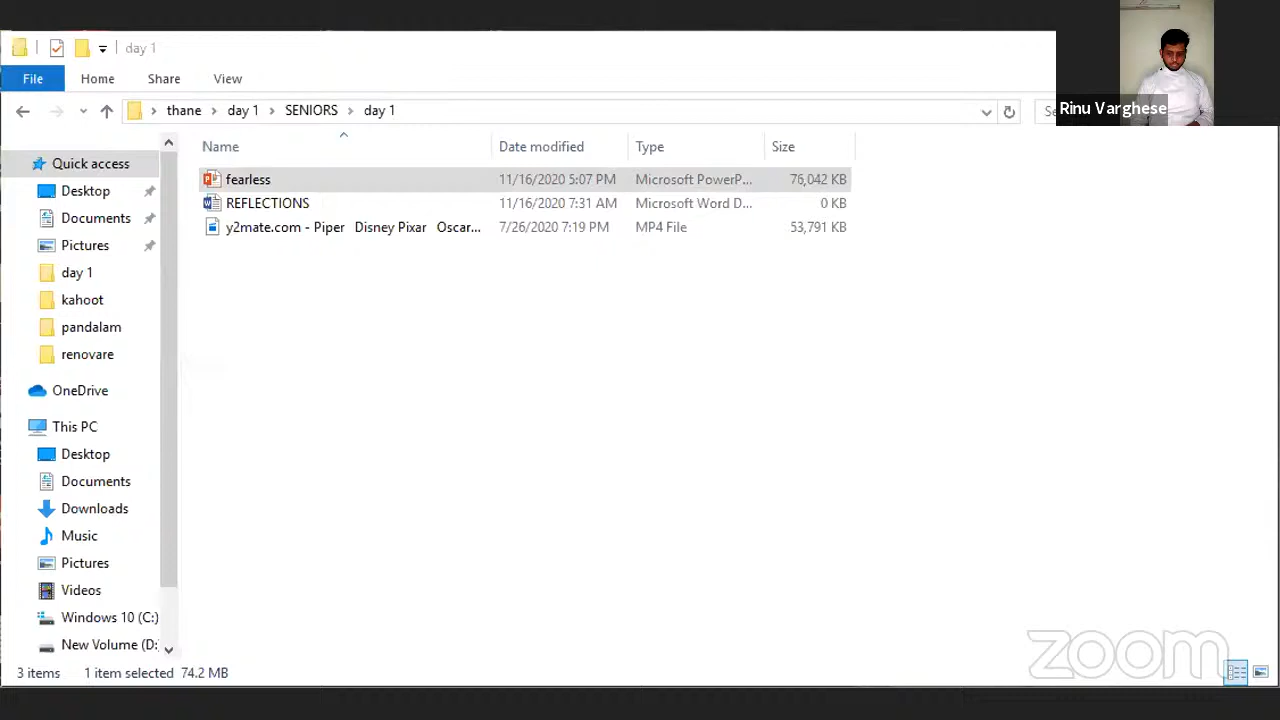 day 1
File Home Share View
thane > day 1 > SENIORS > day 1
Rinu Varghese
Name Date modified Type Size
Quick access
Desktop
Documents
Pictures
day 1
kahoot
pandalam
renovare
OneDrive
This PC
Desktop
Documents
Downloads
Music
Pictures
Videos
Windows 10 (C:)
New Volume (D:
fearless 11/16/2020 5:07 PM Microsoft PowerP... 76,042 KB
REFLECTIONS 11/16/2020 7:31 AM Microsoft Word D... 0 KB
y2mate.com - Piper Disney Pixar Oscar... 7/26/2020 7:19 PM MP4 File 53,791 KB
3 items 1 item selected 74.2 MB
zoom